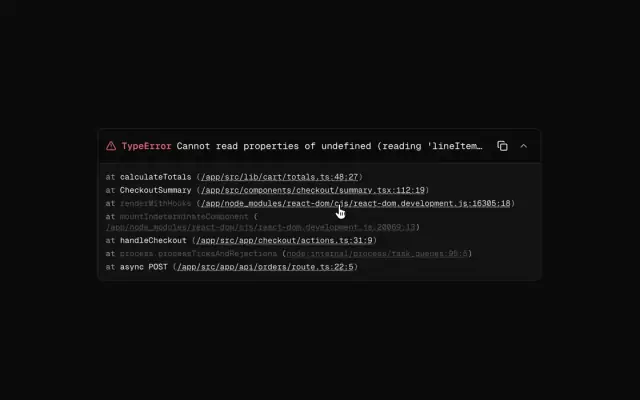 TypeError Cannot read properties of undefined (reading 'lineItem…
at calculateTotals (/app/src/lib/cart/totals.ts:48:27)
at CheckoutSummary (/app/src/components/checkout/summary.tsx:112:19)
at renderWithHooks (/app/node_modules/react-dom/cjs/react-dom.development.js:16305:18)
at mountIndeterminateComponent (
/app/node_modules/react-dom/cjs/react-dom.development.js:20069:13)
at handleCheckout (/app/src/app/checkout/actions.ts:31:9)
at process.processTicksAndRejections (node:internal/process/task_queues:95:5)
at async POST (/app/src/app/api/orders/route.ts:22:5)